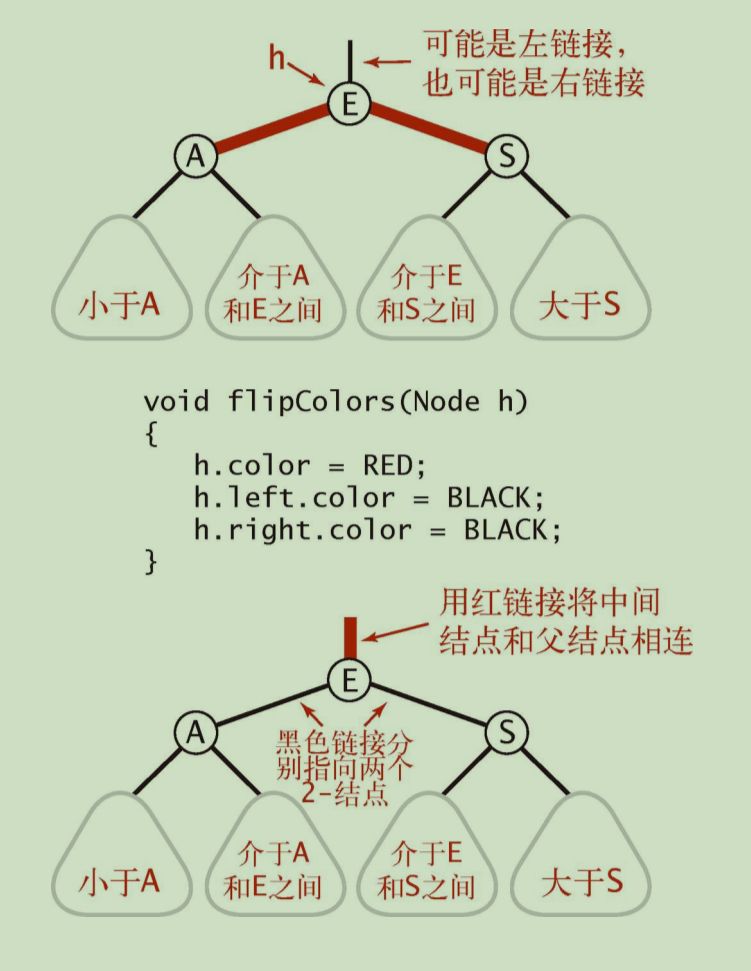 h
可能是左链接，
也可能是右链接
E
A
S
小于A
介于A
和E之间
介于E
和S之间
大于S
void flipColors(Node h)
{
   h.color = RED;
   h.left.color = BLACK;
   h.right.color = BLACK;
}
用红链接将中间
结点和父结点相连
E
A
S
黑色链接分
别指向两个
2-结点
小于A
介于A
和E之间
介于E
和S之间
大于S